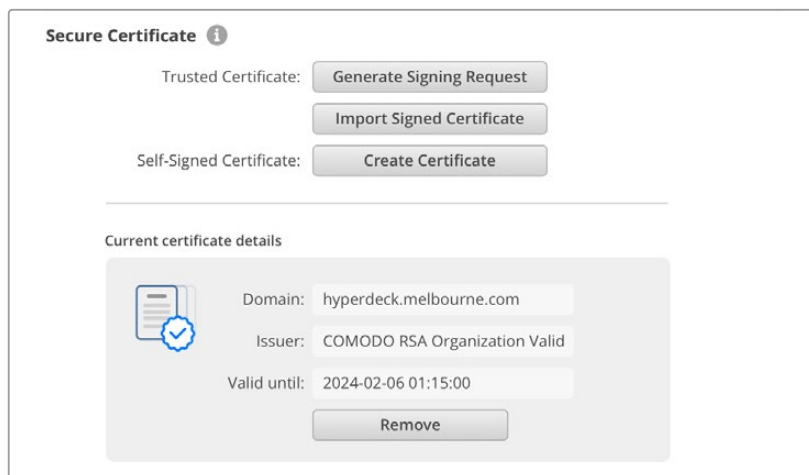 Secure Certificate
Trusted Certificate: Generate Signing Request
Import Signed Certificate
Self-Signed Certificate: Create Certificate
Current certificate details
Domain: hyperdeck.melbourne.com
Issuer: COMODO RSA Organization Valid
Valid until: 2024-02-06 01:15:00
Remove